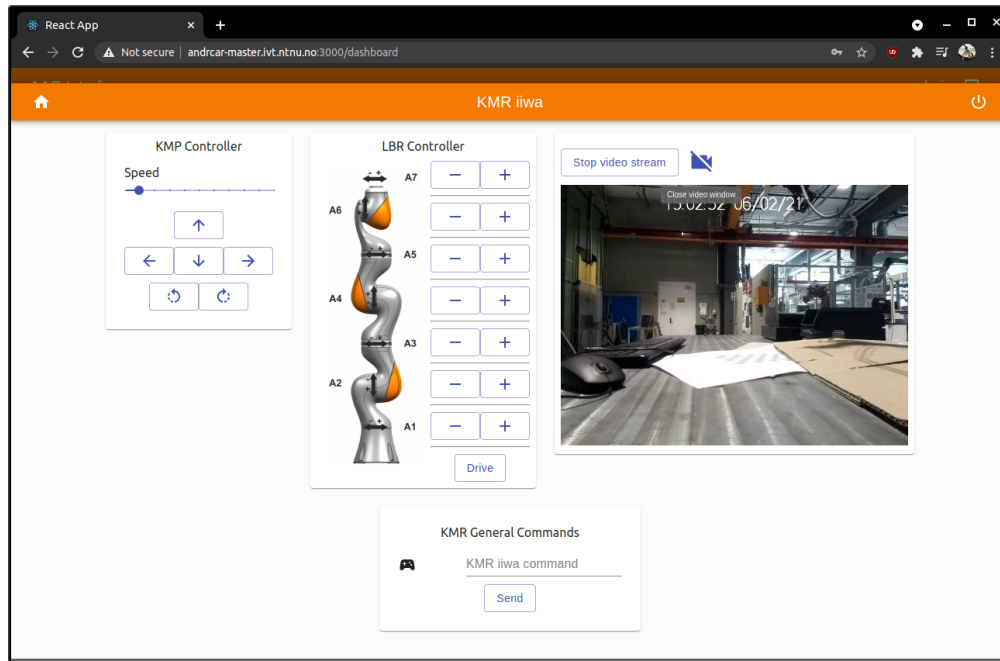 React App
Not secure
andrcar-master.ivt.ntnu.no:3000/dashboard
KMR iiwa
KMP Controller
Speed
LBR Controller
A7
A6
A5
A4
A3
A2
A1
Drive
Stop video stream
Close video window
15:02:52 06/02/21
KMR General Commands
KMR iiwa command
Send